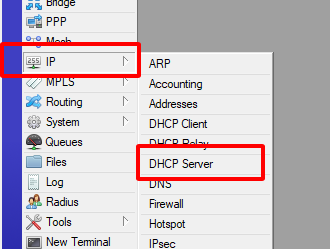 Bridge
PPP
Mesh
255
IP
MPLS
Routing
System
Queues
Files
Log
Radius
Tools
New Terminal
ARP
Accounting
Addresses
DHCP Client
DHCP Relay
DHCP Server
DNS
Firewall
Hotspot
IPsec